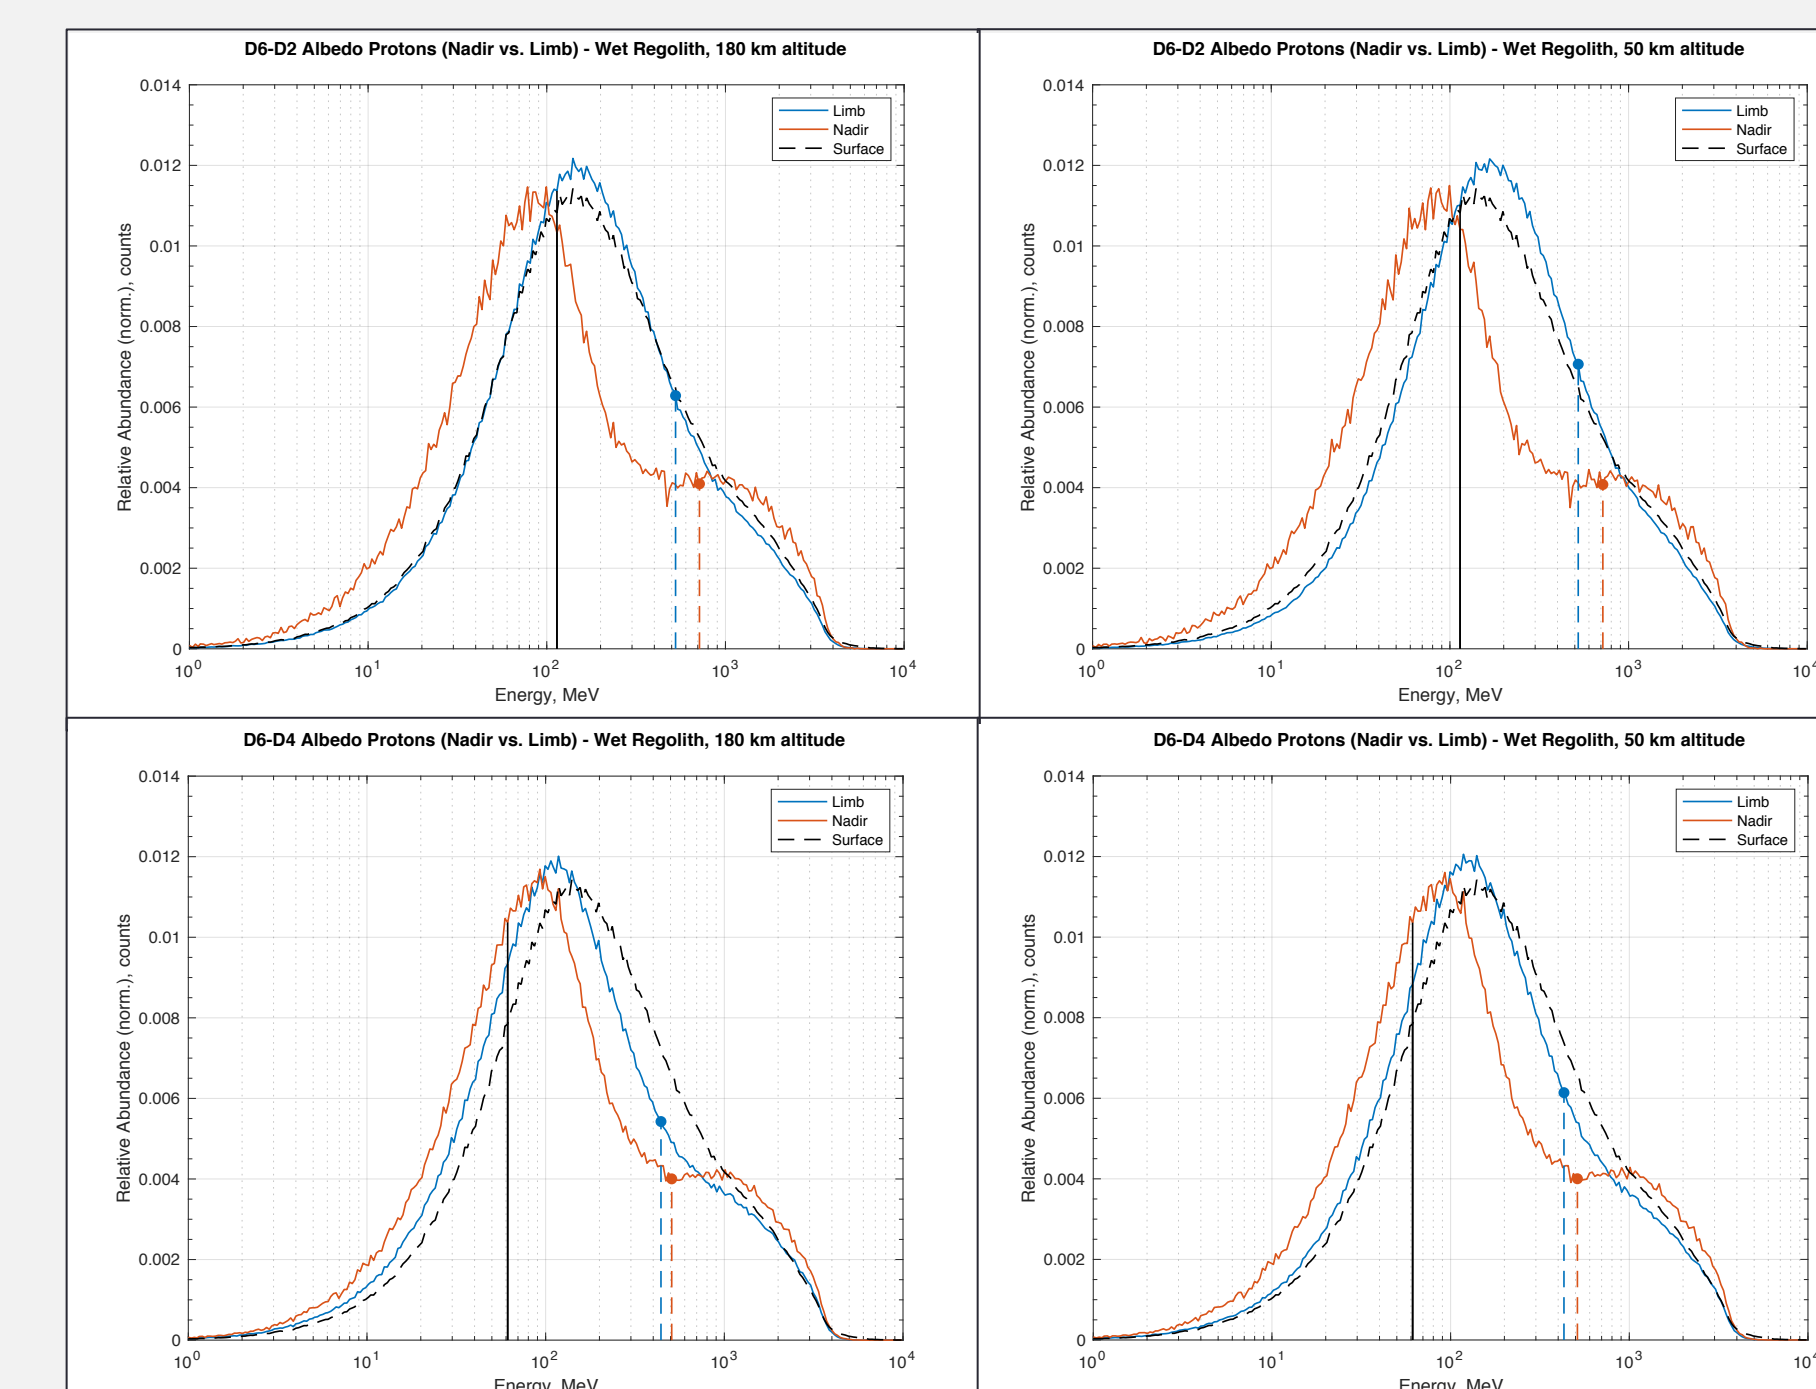 D6-D2 Albedo Protons (Nadir vs. Limb) - Wet Regolith, 180 km altitude
0.014
0.012
0.01
0.008
0.006
0.004
0.002
0
Relative Abundance (norm.), counts
Limb
Nadir
Surface
10^0 10^1 10^2 10^3 10^4
Energy, MeV
D6-D2 Albedo Protons (Nadir vs. Limb) - Wet Regolith, 50 km altitude
0.014
0.012
0.01
0.008
0.006
0.004
0.002
0
Relative Abundance (norm.), counts
Limb
Nadir
Surface
10^0 10^1 10^2 10^3 10^4
Energy, MeV
D6-D4 Albedo Protons (Nadir vs. Limb) - Wet Regolith, 180 km altitude
0.014
0.012
0.01
0.008
0.006
0.004
0.002
0
Relative Abundance (norm.), counts
Limb
Nadir
Surface
10^0 10^1 10^2 10^3 10^4
Energy, MeV
D6-D4 Albedo Protons (Nadir vs. Limb) - Wet Regolith, 50 km altitude
0.014
0.012
0.01
0.008
0.006
0.004
0.002
0
Relative Abundance (norm.), counts
Limb
Nadir
Surface
10^0 10^1 10^2 10^3 10^4
Energy, MeV